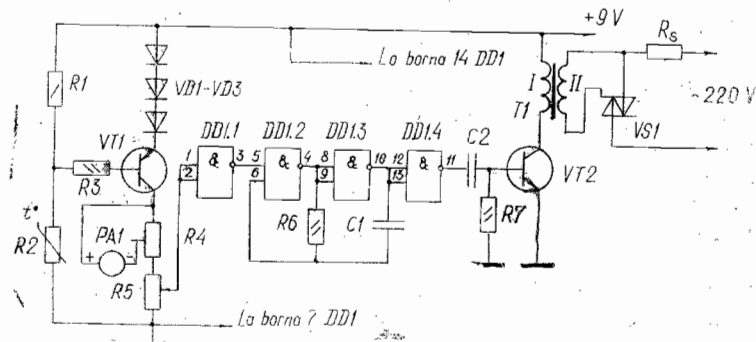 +9V
La borna 14 DD1
R1
VD1-VD3
I
II
T1
Rs
~220 V
VS1
VT1
DD1.1
DD1.2
DD1.3
DD1.4
C2
1
2
3
5
6
&
4
8
9
&
10
12
13
&
11
&
VT2
R3
R7
t°
R2
PA1
+
-
R4
R6
C1
R5
La borna 7 DD1